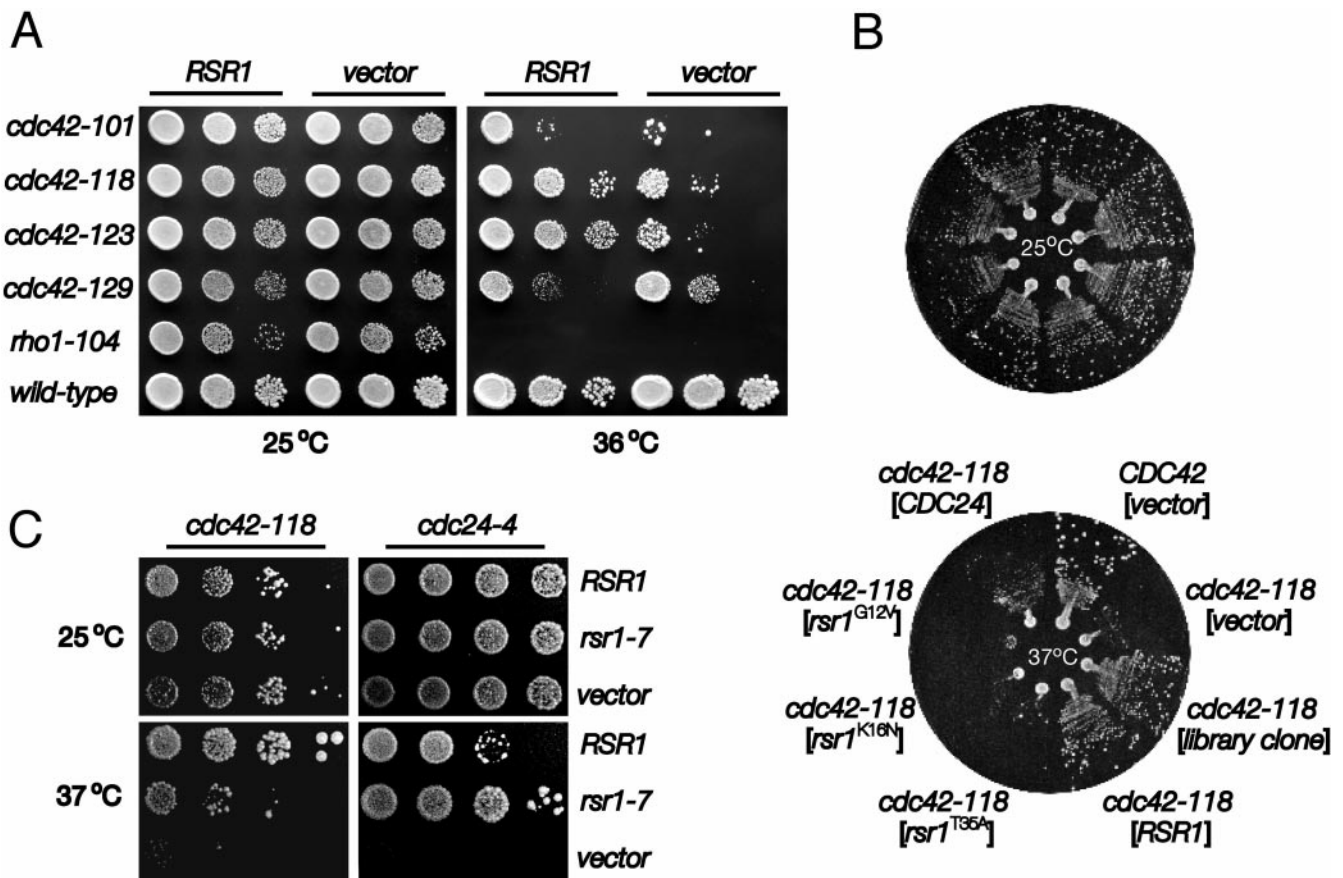 A
RSR1 vector RSR1 vector
cdc42-101
cdc42-118
cdc42-123
cdc42-129
rho1-104
wild-type
25 °C 36 °C
B
25°C
cdc42-118
[CDC24]
CDC42
[vector]
cdc42-118
[rsr1G12V]
cdc42-118
[vector]
37°C
cdc42-118
[rsr1K16N]
cdc42-118
[library clone]
cdc42-118
[rsr1T35A]
cdc42-118
[RSR1]
C
cdc42-118 cdc24-4
25 °C
RSR1
rsr1-7
vector
37 °C
RSR1
rsr1-7
vector